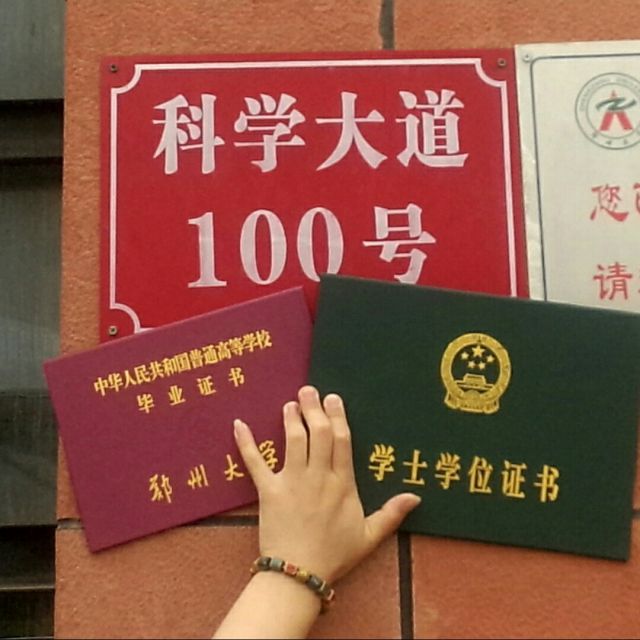 科学大道
100号
您
请
中华人民共和国普通高等学校
毕业证书
郑州大学
学士学位证书